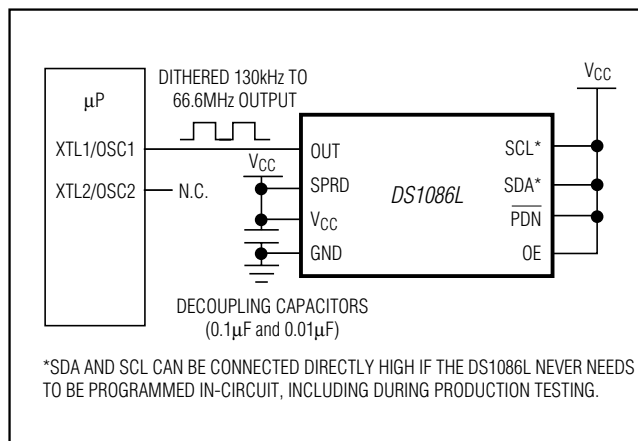 DITHERED 130kHz TO
66.6MHz OUTPUT
μP
XTL1/OSC1
XTL2/OSC2
N.C.
VCC
OUT
SPRD
VCC
GND
DS1086L
SCL*
SDA*
PDN
OE
VCC
DECOUPLING CAPACITORS
(0.1μF and 0.01μF)
*SDA AND SCL CAN BE CONNECTED DIRECTLY HIGH IF THE DS1086L NEVER NEEDS
TO BE PROGRAMMED IN-CIRCUIT, INCLUDING DURING PRODUCTION TESTING.